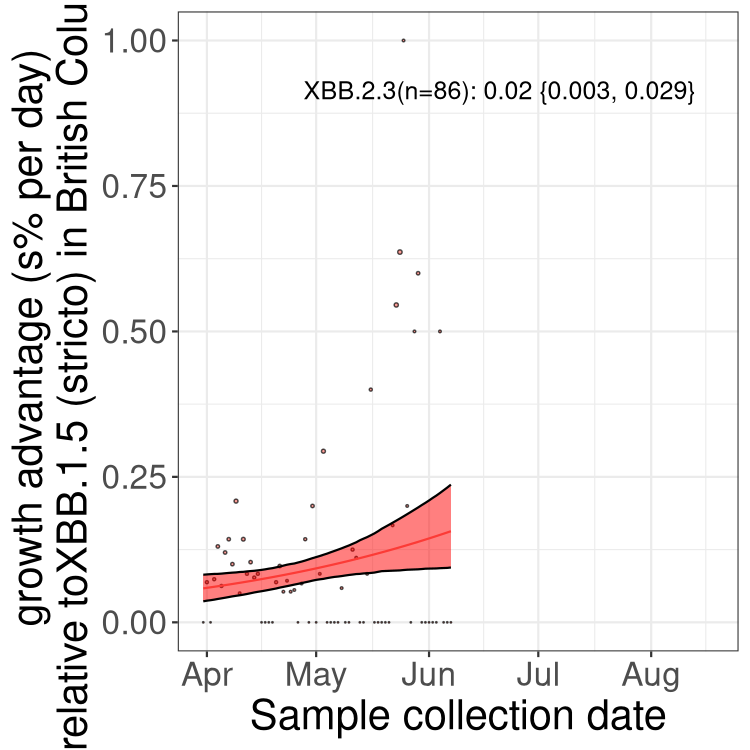 growth advantage (s% per day)
relative toXBB.1.5 (stricto) in British Colu
1.00
0.75
0.50
0.25
0.00
XBB.2.3(n=86): 0.02 {0.003, 0.029}
Apr May Jun Jul Aug
Sample collection date